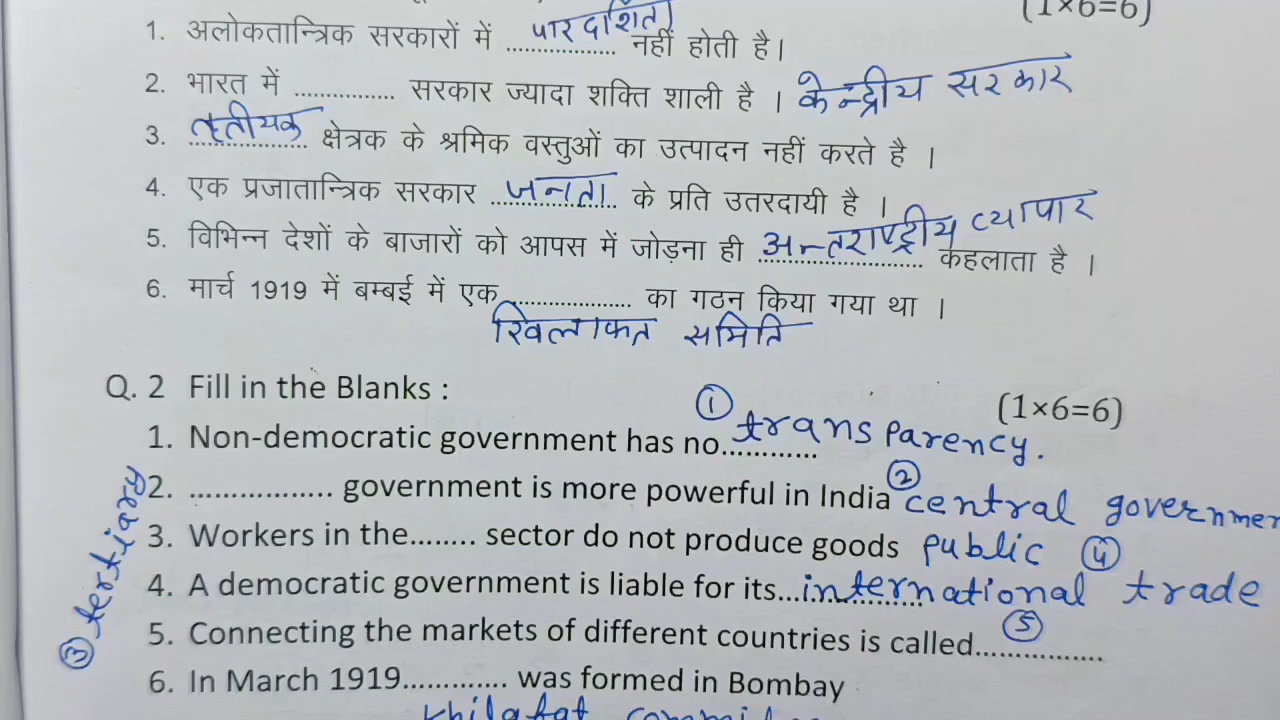 (1×6=6)
1. अलोकतान्त्रिक सरकारों में ....पारदर्शिता.... नहीं होती है।
2. भारत में ............... सरकार ज्यादा शक्ति शाली है । केन्द्रीय सरकार
3. तृतीयक क्षेत्रक के श्रमिक वस्तुओं का उत्पादन नहीं करते है ।
4. एक प्रजातान्त्रिक सरकार ..जनता.. के प्रति उतरदायी है ।
5. विभिन्न देशों के बाजारों को आपस में जोड़ना ही अन्तराष्ट्रीय व्यापार कहलाता है ।
6. मार्च 1919 में बम्बई में एक .................. का गठन किया गया था ।
खिलाफत समिति
Q. 2 Fill in the Blanks : (1×6=6)
1. Non-democratic government has no............ ① transparency.
2. ................. government is more powerful in India ② central governmen
3. Workers in the........ sector do not produce goods public ④
③ tertiary
4. A democratic government is liable for its...international trade
5. Connecting the markets of different countries is called................ ⑤
6. In March 1919............. was formed in Bombay
khilafat